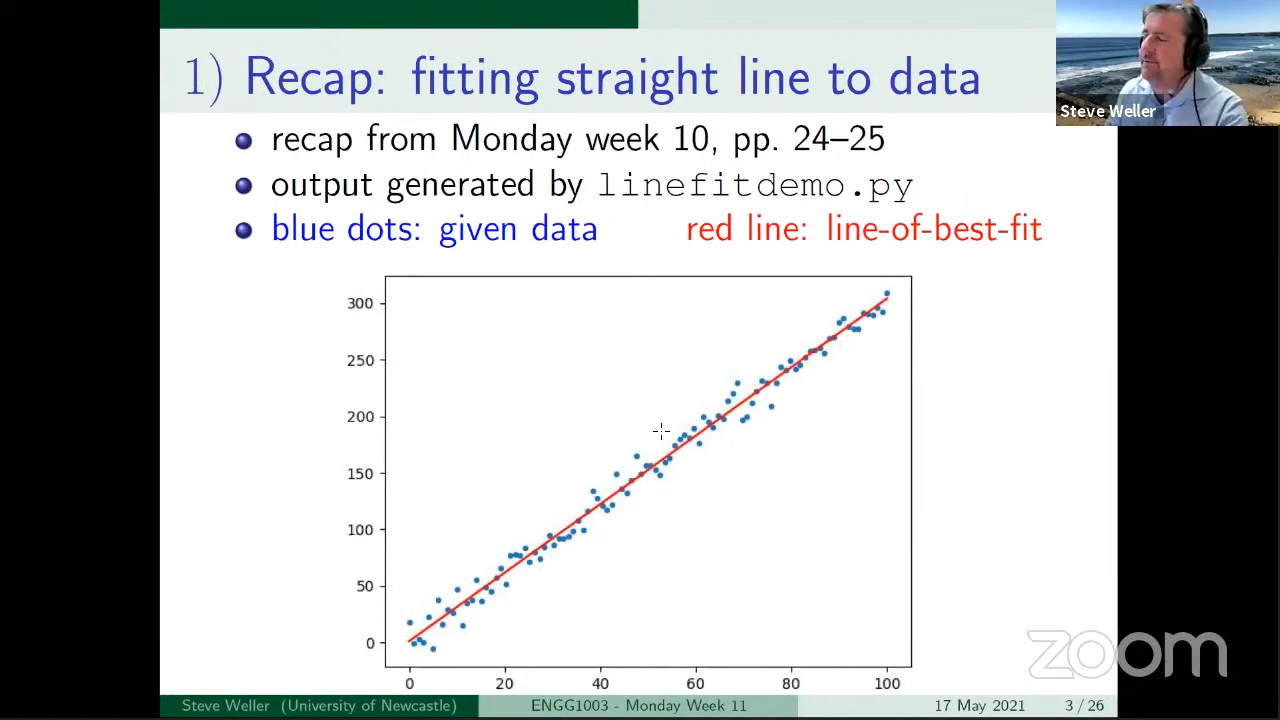 1) Recap: fitting straight line to data
Steve Weller
recap from Monday week 10, pp. 24–25
output generated by linefitdemo.py
blue dots: given data red line: line-of-best-fit
300
250
200
150
100
50
0
0 20 40 60 80 100
zoom
Steve Weller (University of Newcastle) ENGG1003 - Monday Week 11 17 May 2021 3 / 26